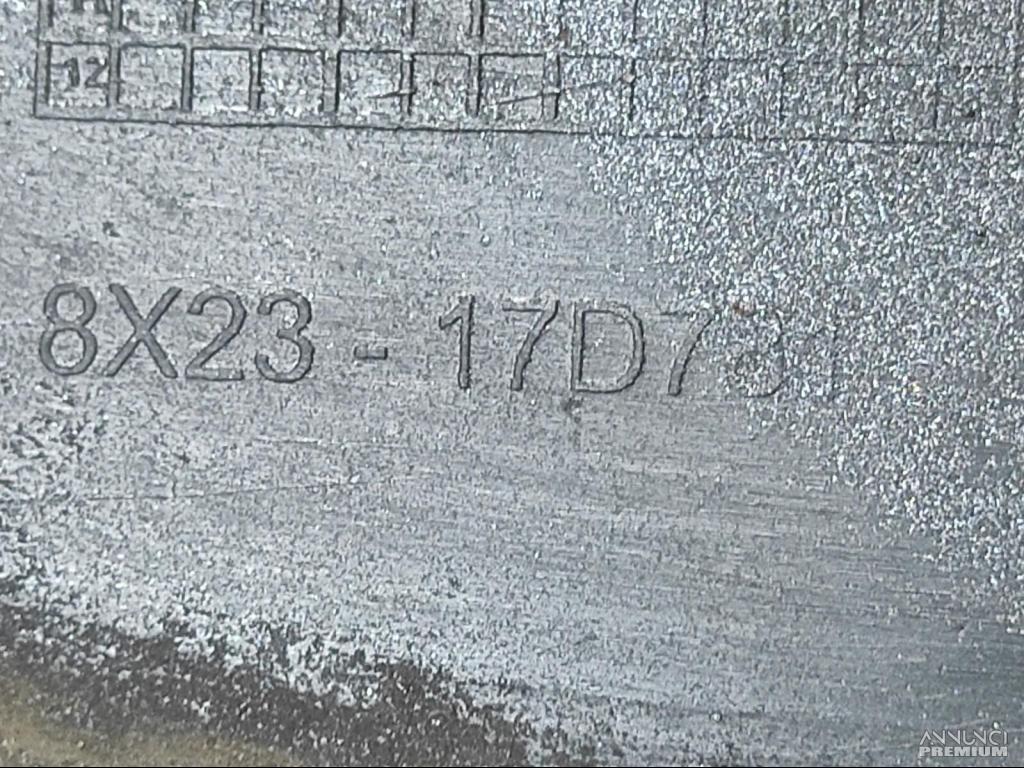 12
8X23 - 17D7
ANNUNCI
PREMIUM